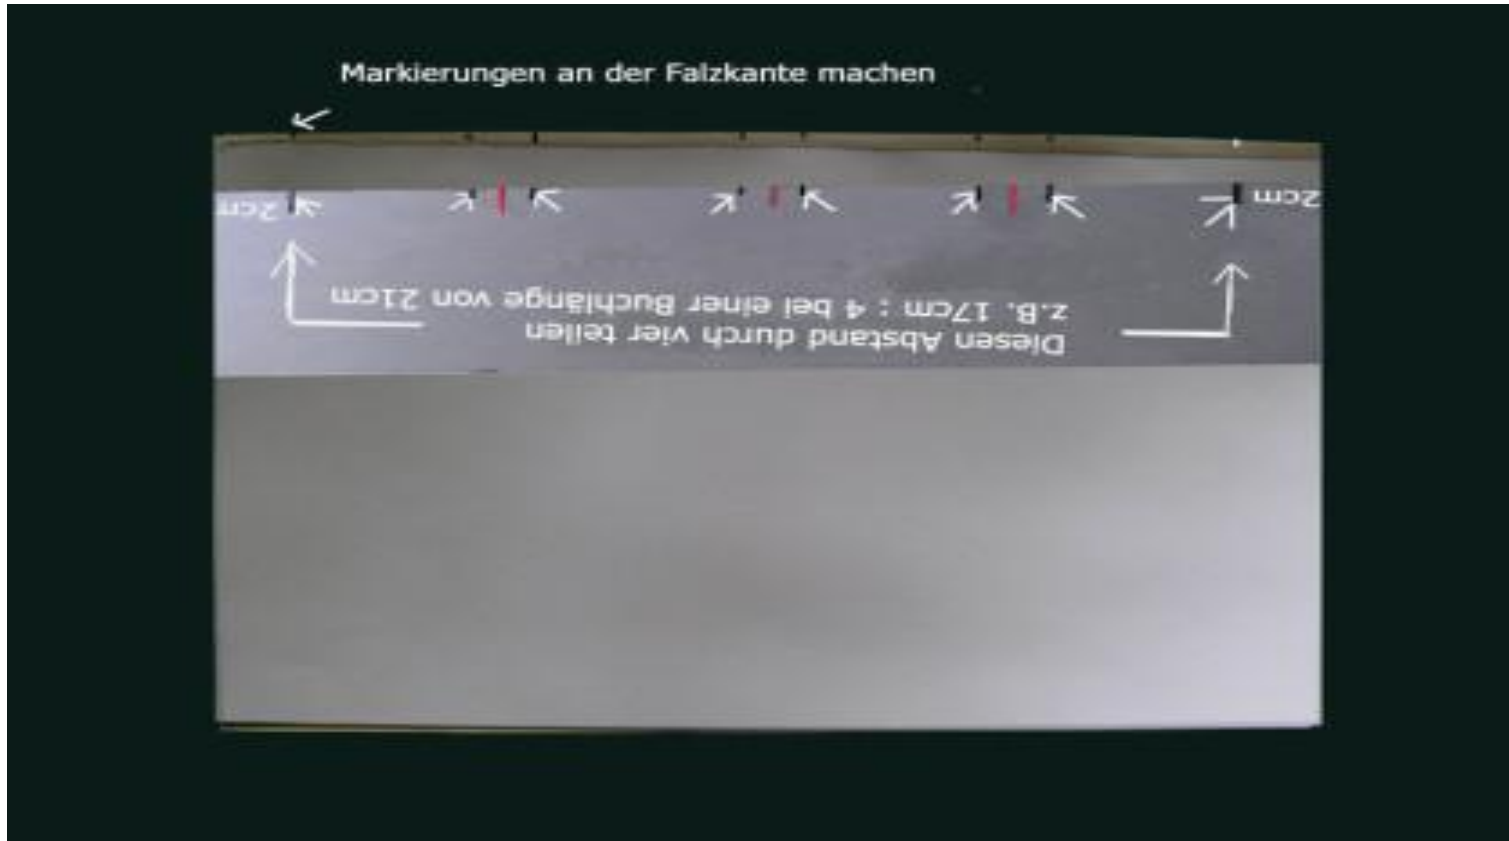 Markierungen an der Falzkante machen
2cm
2cm
Diesen Abstand durch vier teilen
z.B. 17cm : 4 bei einer Buchlänge von 21cm